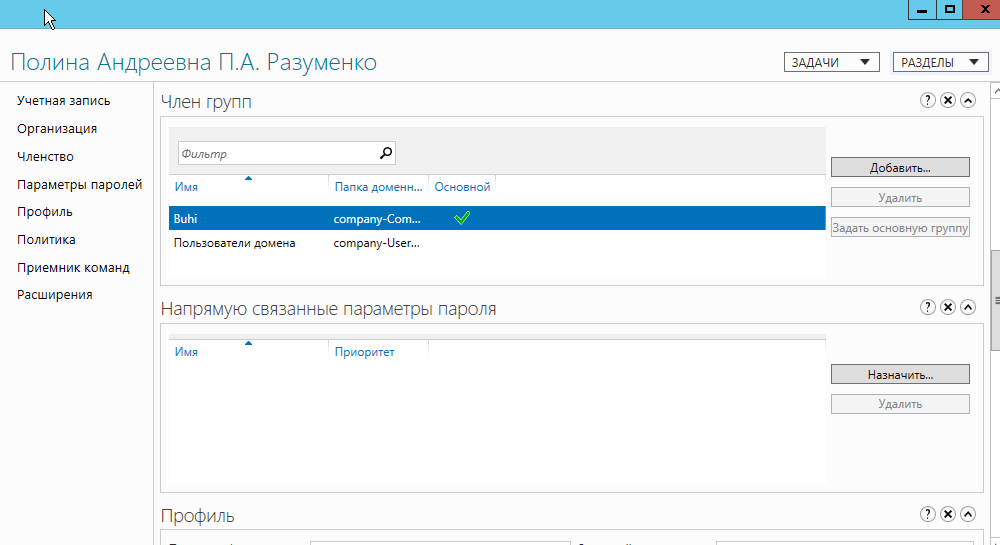 Полина Андреевна П.А. Разуменко
ЗАДАЧИ
РАЗДЕЛЫ
Учетная запись
Организация
Членство
Параметры паролей
Профиль
Политика
Приемник команд
Расширения
Член групп
Фильтр
Имя Папка доменн... Основной
Buhi company-Com...
Пользователи домена company-User...
Добавить...
Удалить
Задать основную группу
Напрямую связанные параметры пароля
Имя Приоритет
Назначить...
Удалить
Профиль